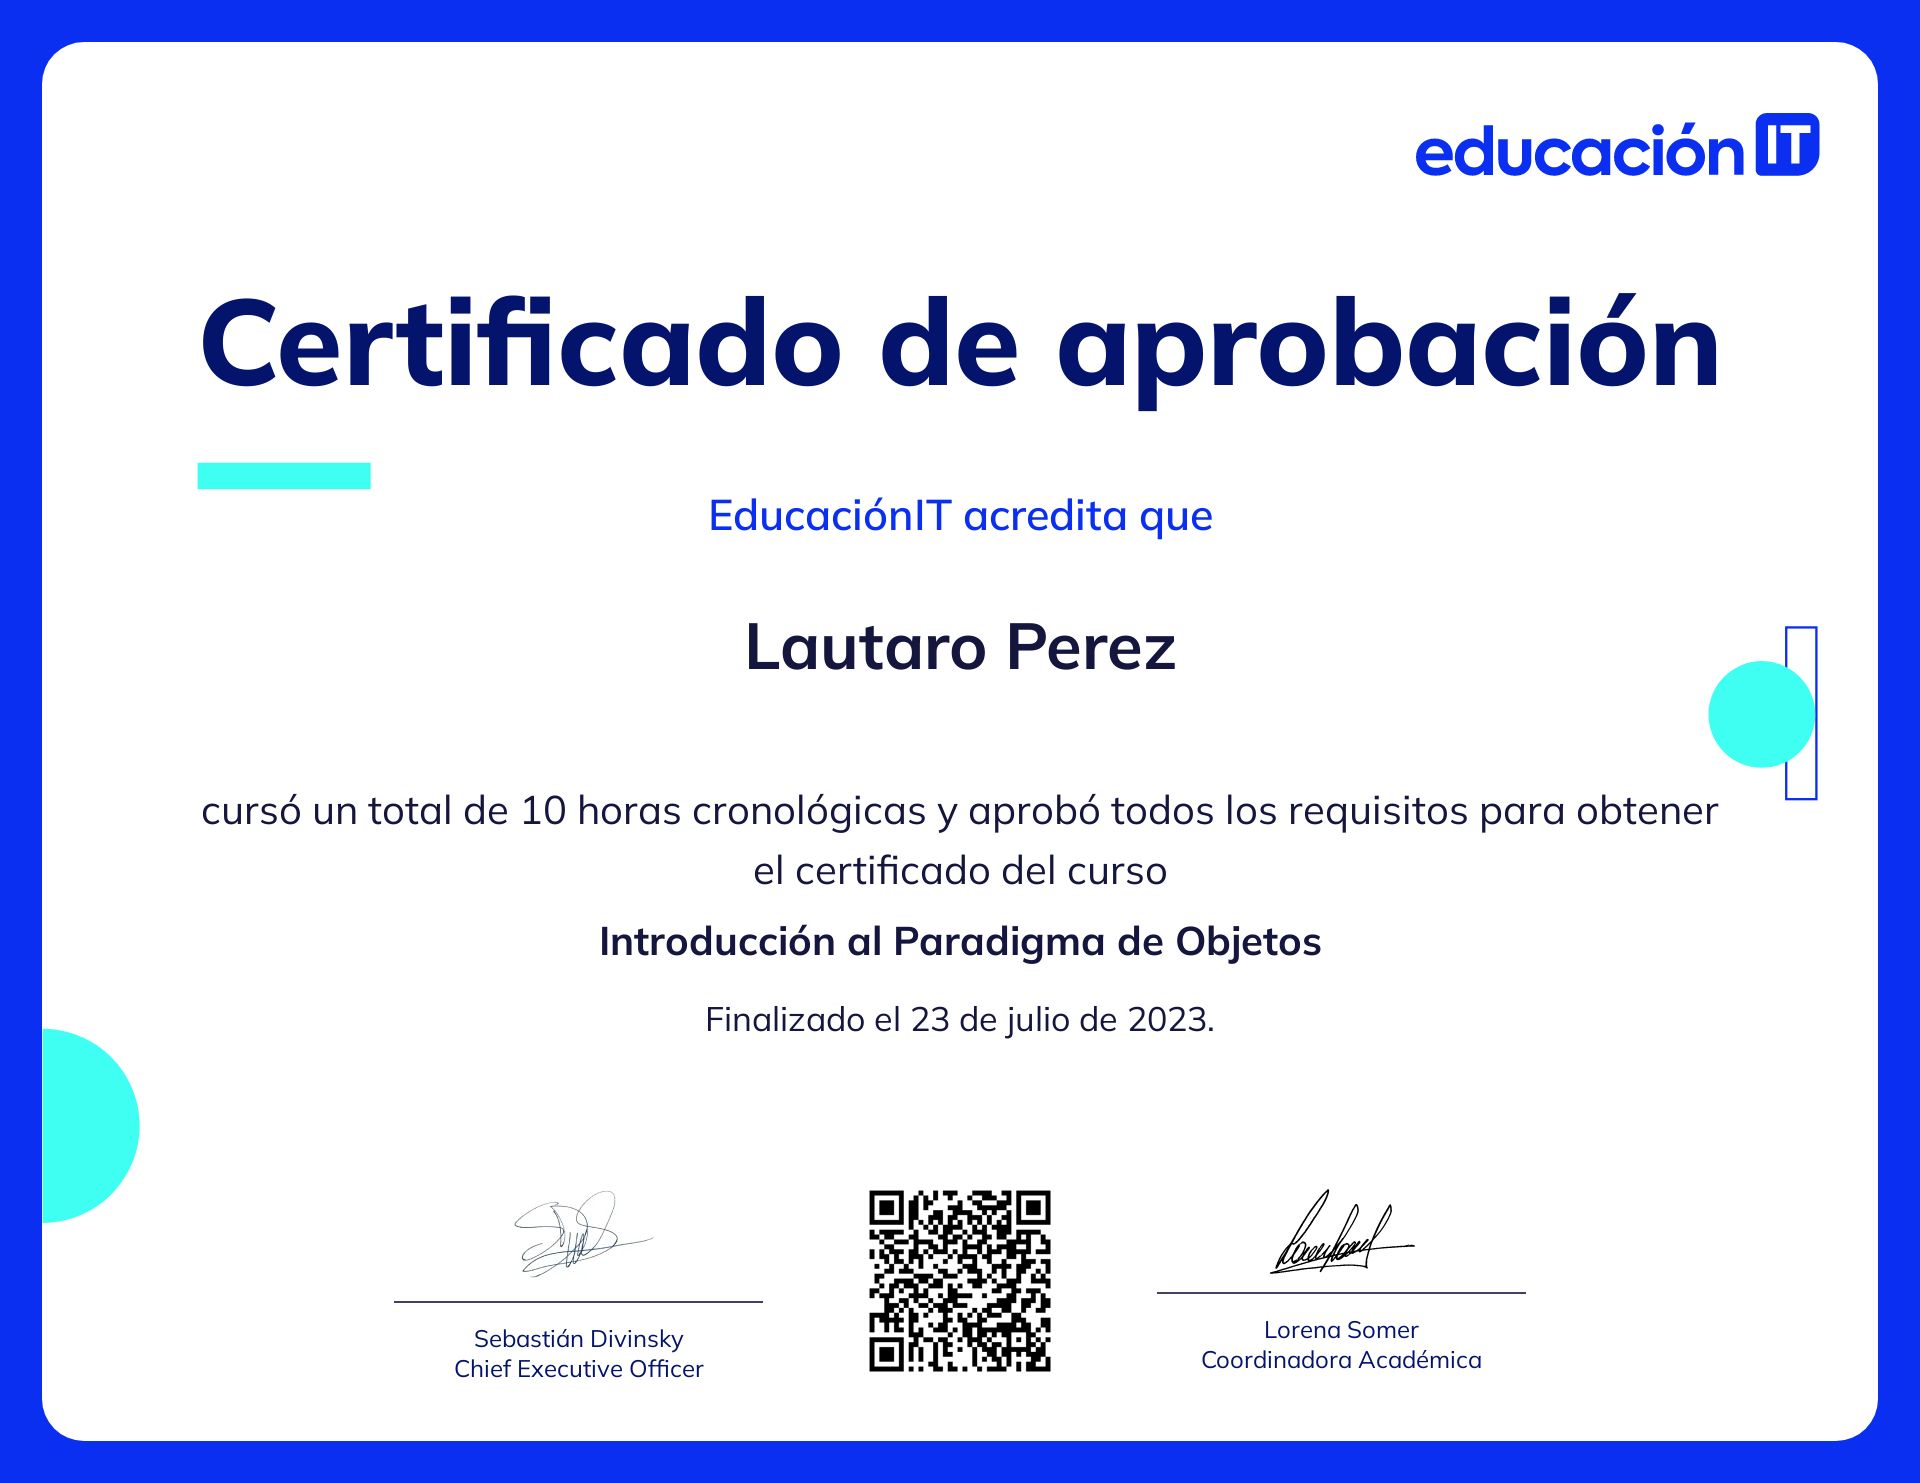 educación IT
Certificado de aprobación
EducaciónIT acredita que
Lautaro Perez
cursó un total de 10 horas cronológicas y aprobó todos los requisitos para obtener
el certificado del curso
Introducción al Paradigma de Objetos
Finalizado el 23 de julio de 2023.
Sebastián Divinsky
Chief Executive Officer
Lorena Somer
Coordinadora Académica